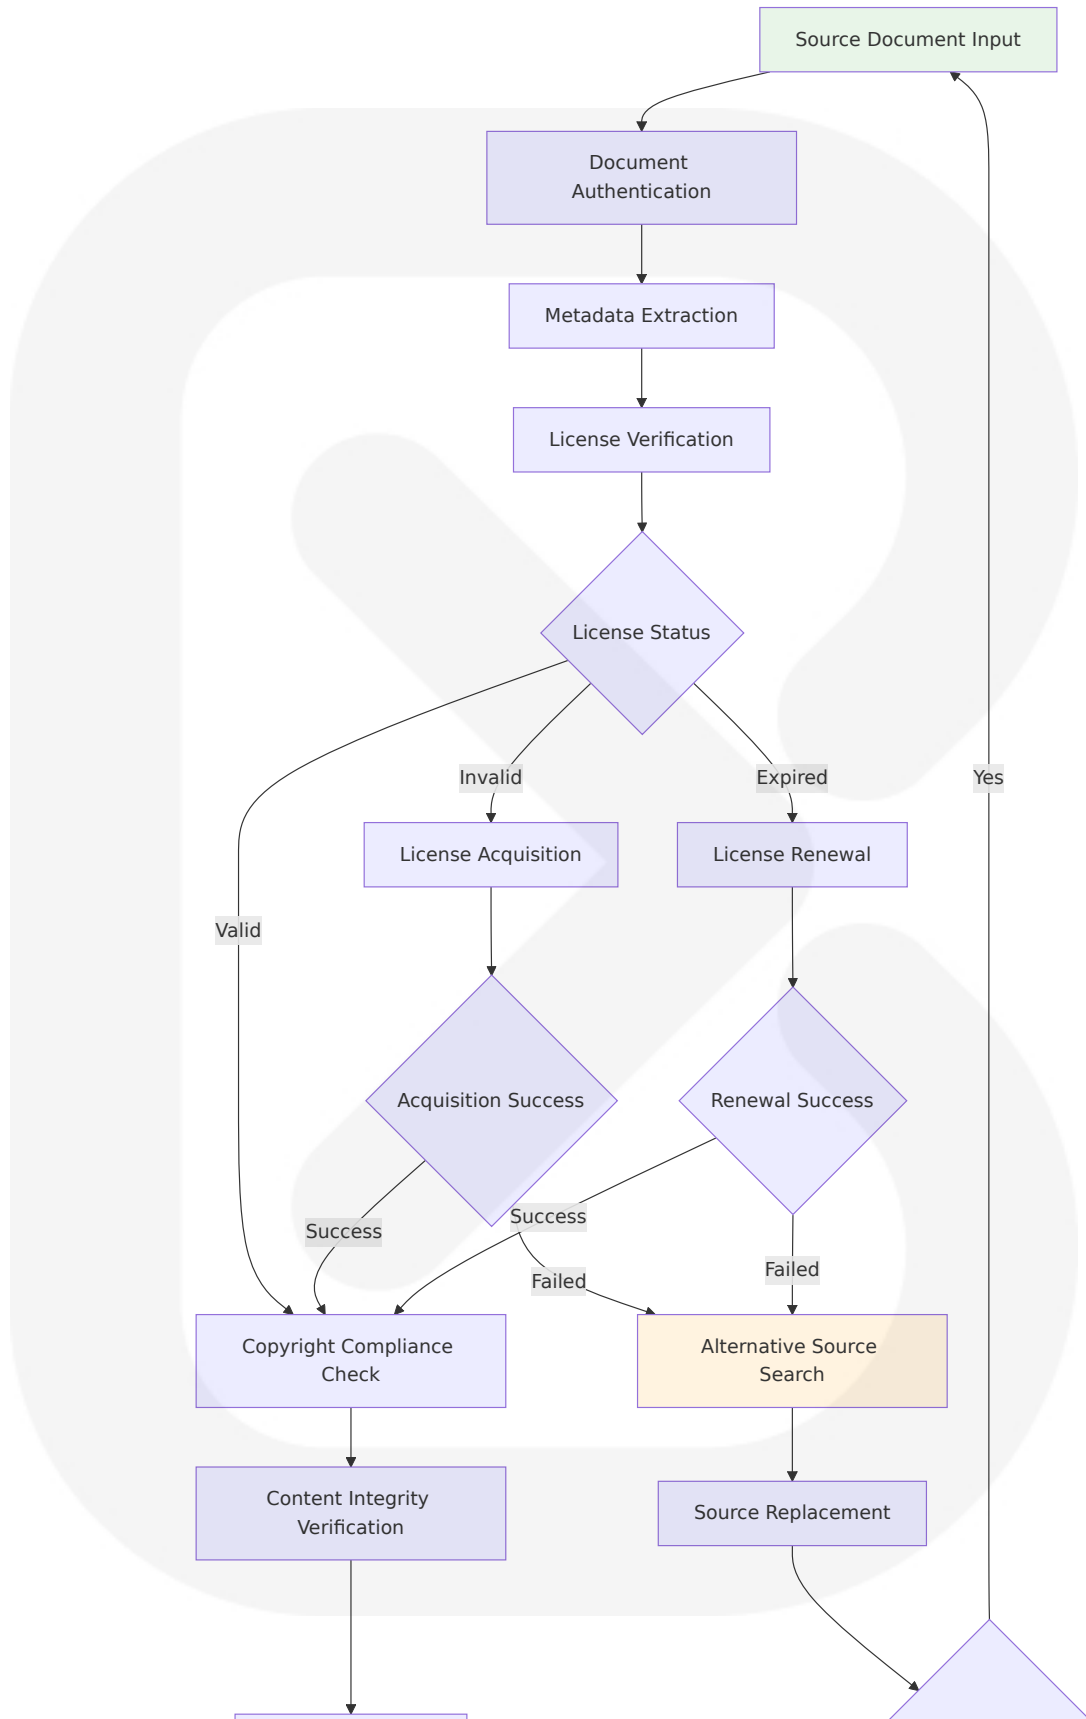 Source Document Input
Document
Authentication
Metadata Extraction
License Verification
License Status
Invalid
Expired
Yes
License Acquisition
License Renewal
Valid
Acquisition Success
Renewal Success
Success
Success
Failed
Failed
Copyright Compliance
Check
Alternative Source
Search
Content Integrity
Verification
Source Replacement